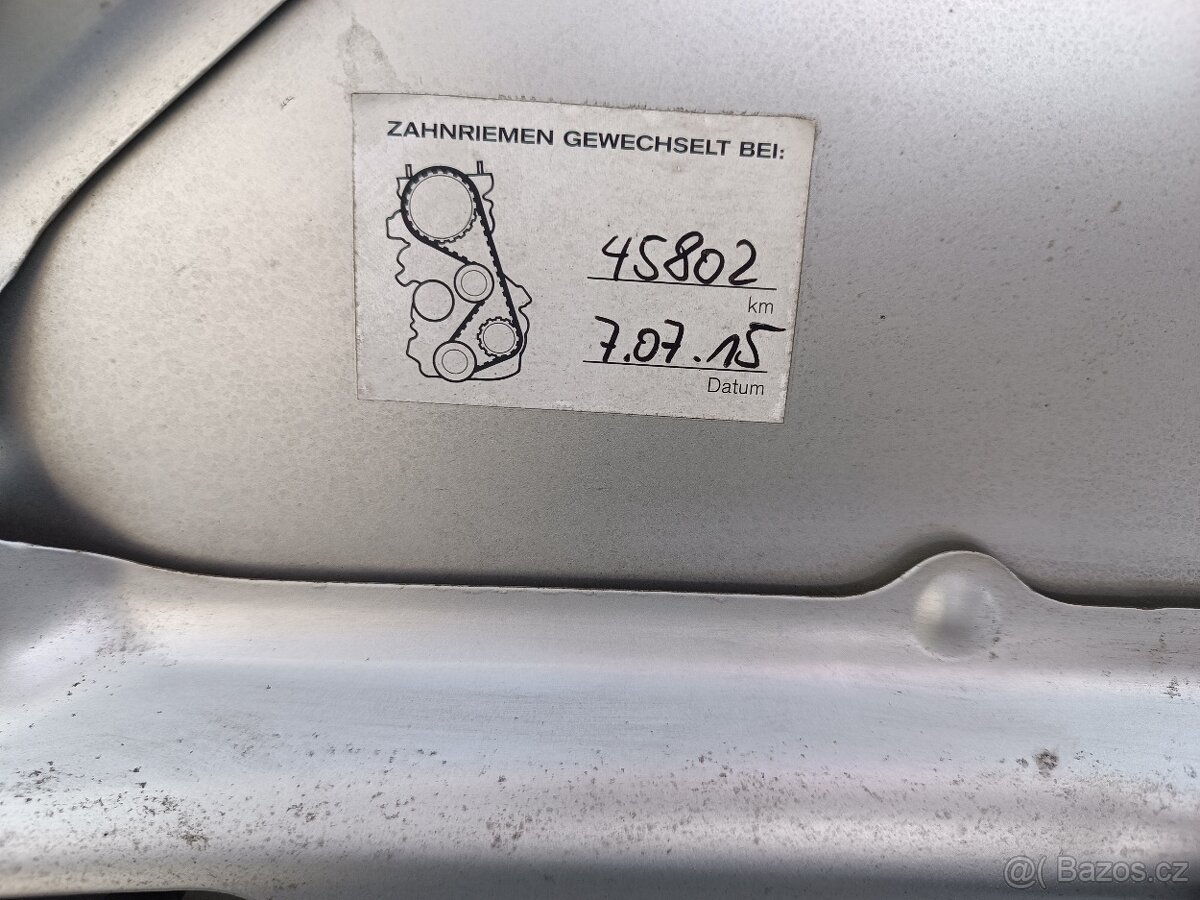 ZAHNRIEMEN GEWECHSELT BEI:
45802
km
7.07.15
Datum
@( Bazos.cz